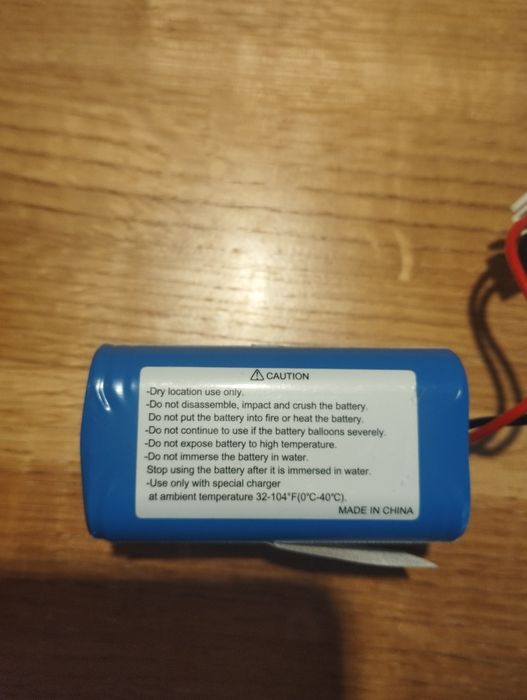 ⚠ CAUTION
-Dry location use only.
-Do not disassemble, impact and crush the battery.
Do not put the battery into fire or heat the battery.
-Do not continue to use if the battery balloons severely.
-Do not expose battery to high temperature.
-Do not immerse the battery in water.
Stop using the battery after it is immersed in water.
-Use only with special charger
at ambient temperature 32-104°F(0℃-40℃).
MADE IN CHINA